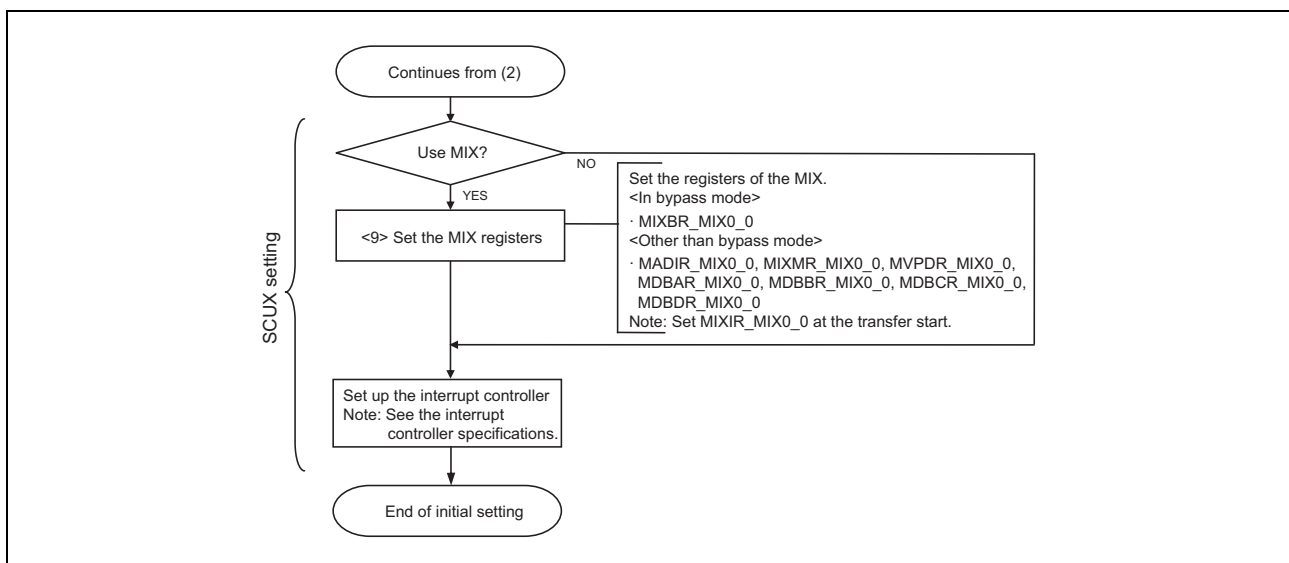 Continues from (2)
SCUX setting
Use MIX?
NO
YES
<9> Set the MIX registers
Set the registers of the MIX.
<In bypass mode>
· MIXBR_MIX0_0
<Other than bypass mode>
· MADIR_MIX0_0, MIXMR_MIX0_0, MVPDR_MIX0_0,
MDBAR_MIX0_0, MDBBR_MIX0_0, MDBCR_MIX0_0,
MDBDR_MIX0_0
Note: Set MIXIR_MIX0_0 at the transfer start.
Set up the interrupt controller
Note: See the interrupt
controller specifications.
End of initial setting